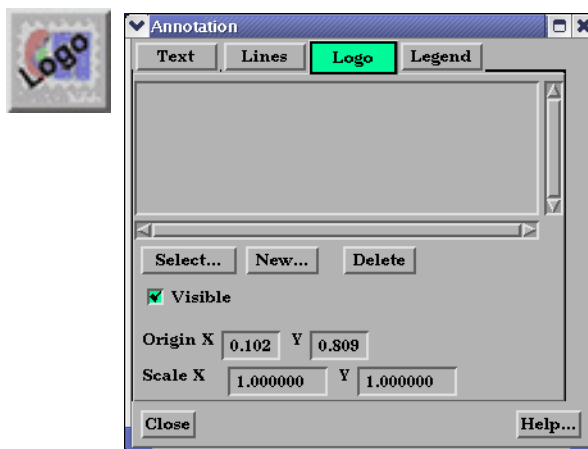 Logo
Annotation
Text Lines Logo Legend
Select... New... Delete
Visible
Origin X 0.102 Y 0.809
Scale X 1.000000 Y 1.000000
Close Help...